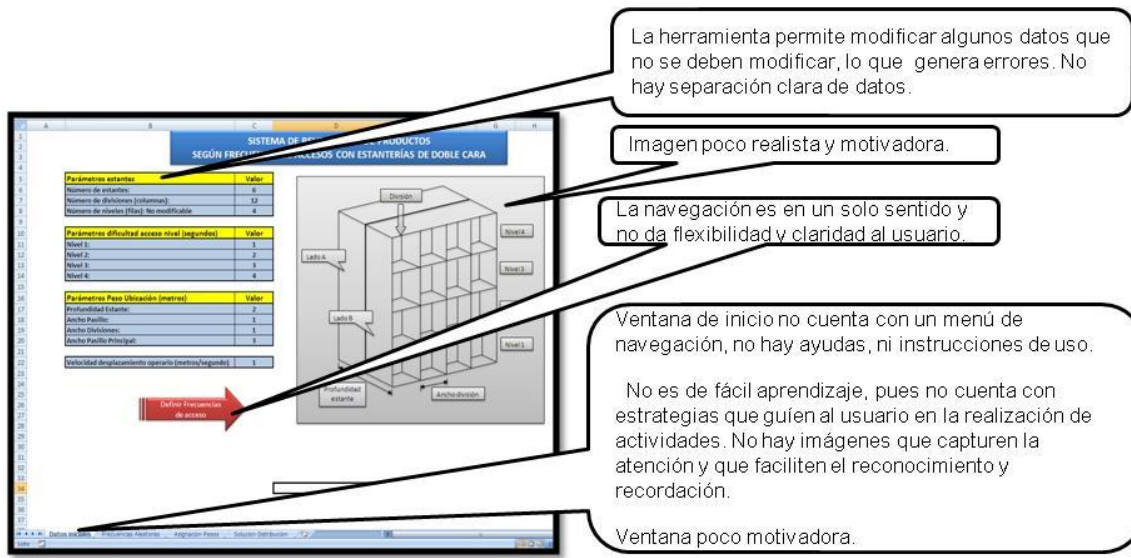 La herramienta permite modificar algunos datos que
no se deben modificar, lo que genera errores. No
hay separación clara de datos.
Imagen poco realista y motivadora.
La navegación es en un solo sentido y
no da flexibilidad y claridad al usuario.
Ventana de inicio no cuenta con un menú de
navegación, no hay ayudas, ni instrucciones de uso.
No es de fácil aprendizaje, pues no cuenta con
estrategias que guíen al usuario en la realización de
actividades. No hay imágenes que capturen la
atención y que faciliten el reconocimiento y
recordación.
Ventana poco motivadora.
A B C D G H
SISTEMA DE PRODUCTOS
SEGÚN ACCESOS CON ESTANTERÍAS DE DOBLE CARA
Parámetros estantes Valor
Número de estantes: 6
Número de divisiones (columnas): 12
Número de niveles (filas): No modificable 4
Parámetros dificultad acceso nivel (segundos) Valor
Nivel 1: 1
Nivel 2: 2
Nivel 3: 3
Nivel 4: 4
Parámetros Peso Ubicación (metros) Valor
Profundidad Estante: 2
Ancho Pasillo: 1
Ancho Divisiones: 1
Ancho Pasillo Principal: 3
Velocidad desplazamiento operario (metros/segundo) 1
Definir Frecuencias
de acceso
División
Lado A
Lado B
Nivel 4
Nivel 3
Nivel 1
Profundidad
estante
Ancho división
Datos iniciales Frecuencias Aleatorias Asignación Pesos Solución Distribución